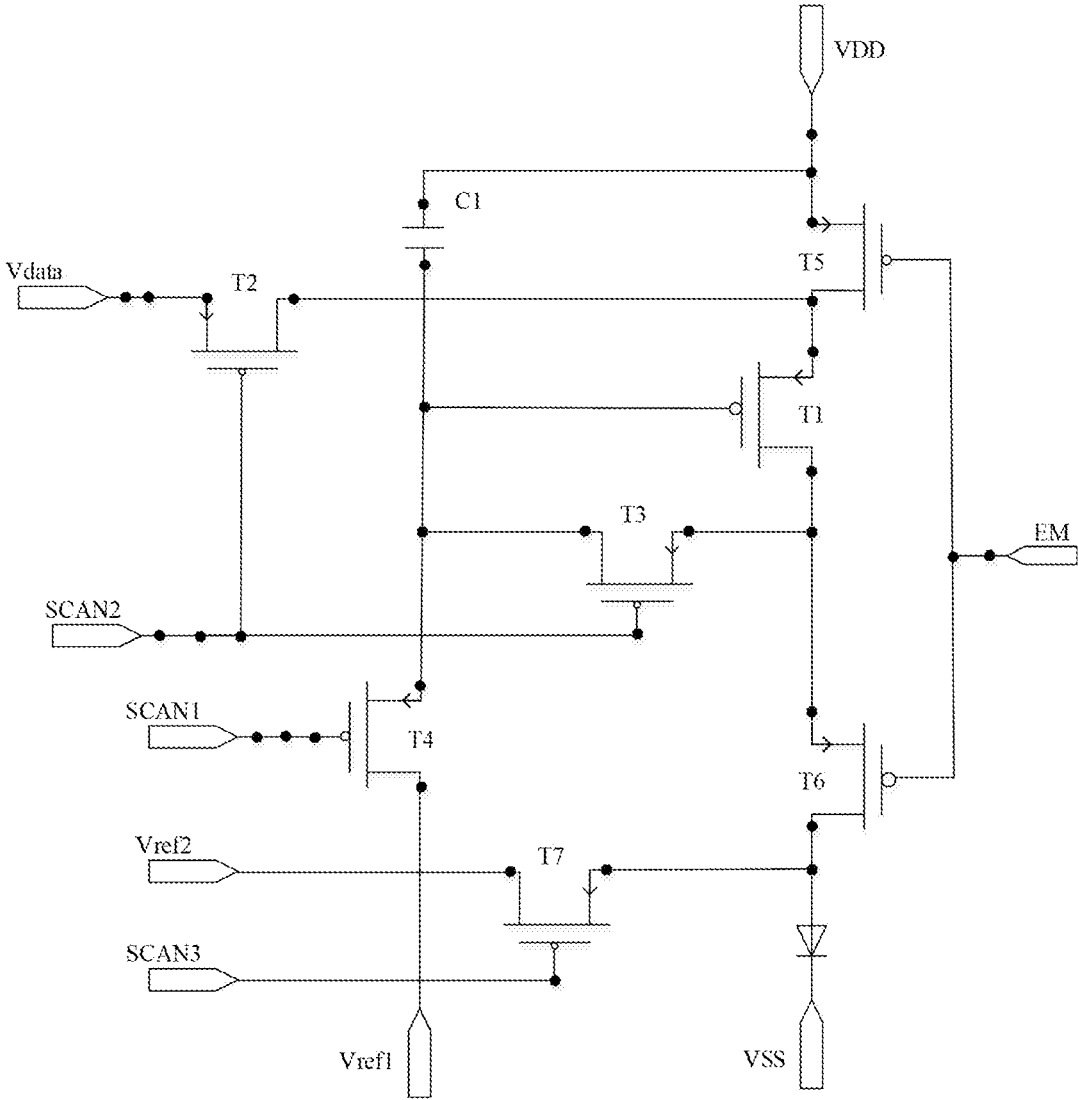 VDD
C1
T5
Vdata
T2
T1
T3
EM
SCAN2
SCAN1
T4
T6
Vref2
T7
SCAN3
Vref1
VSS